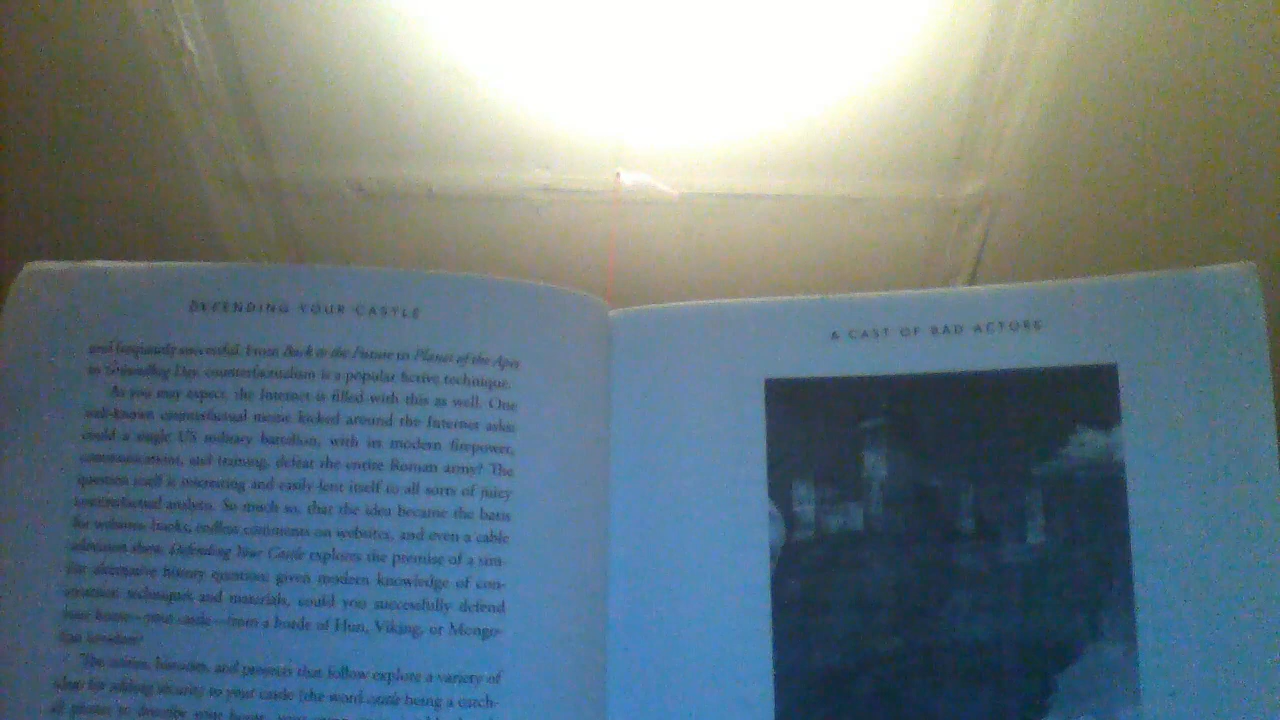 DEFENDING YOUR CASTLE
and frequently successful. From Back to the Future to Planet of the Apes
to Groundhog Day, counterfactualism is a popular fictive technique.
As you may expect, the Internet is filled with this as well. One
well-known counterfactual meme kicked around the Internet asks:
could a single US military battalion, with its modern firepower,
communications, and training, defeat the entire Roman army? The
question itself is interesting and easily lent itself to all sorts of juicy
counterfactual analysis. So much so, that the idea became the basis
for websites, books, endless comments on websites, and even a cable
television show. Defending Your Castle explores the premise of a sim-
ilar alternative history question: given modern knowledge of con-
struction techniques and materials, could you successfully defend
your home—your castle—from a horde of Hun, Viking, or Mongo-
lian invaders?
The stories, histories, and projects that follow explore a variety of
ideas for adding security to your castle (the word castle being a catch-
all phrase to describe your house,
A CAST OF BAD ACTORS